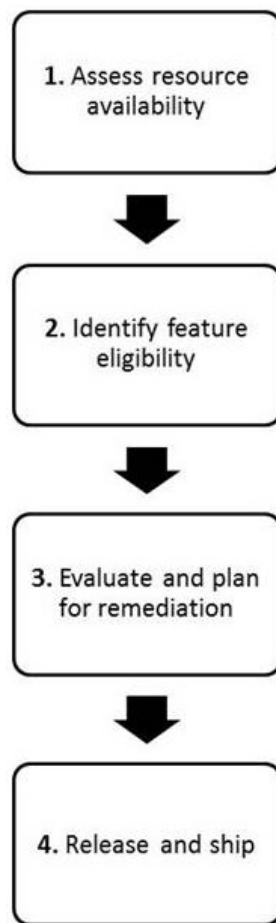 1. Assess resource
availability
2. Identify feature
eligibility
3. Evaluate and plan
for remediation
4. Release and ship